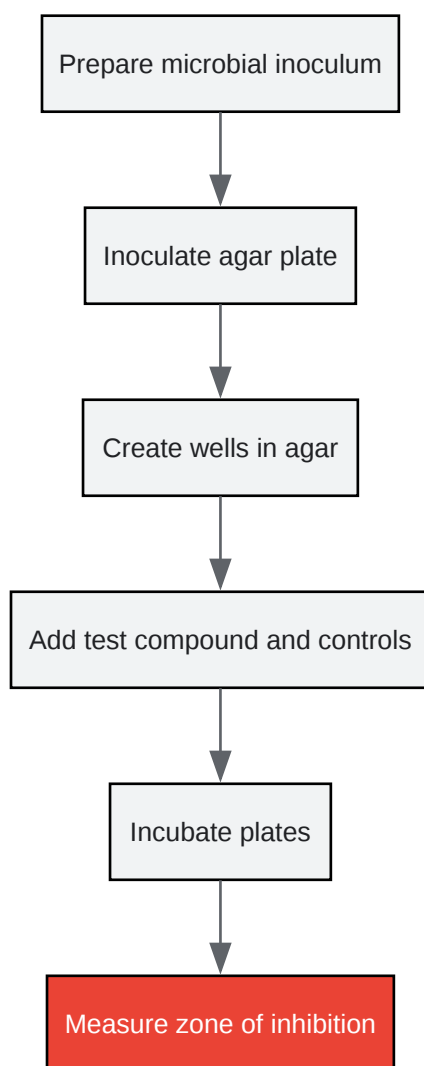 Prepare microbial inoculum
Inoculate agar plate
Create wells in agar
Add test compound and controls
Incubate plates
Measure zone of inhibition